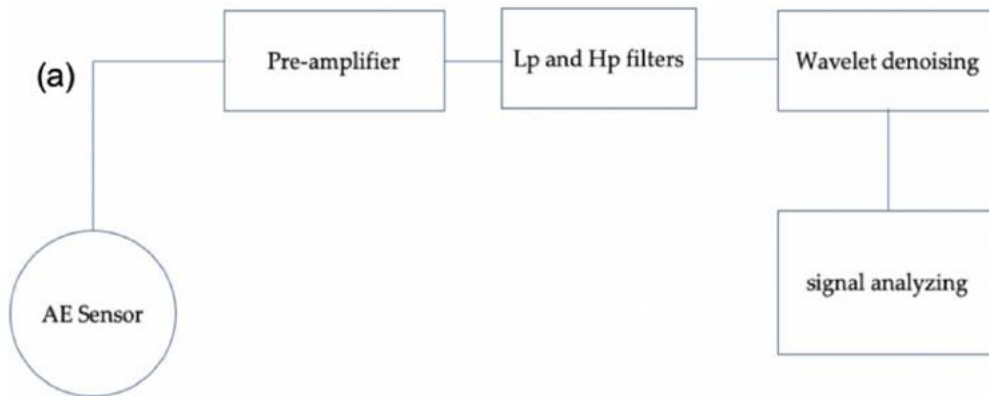 (a)
Pre-amplifier
Lp and Hp filters
Wavelet denoising
AE Sensor
signal analyzing